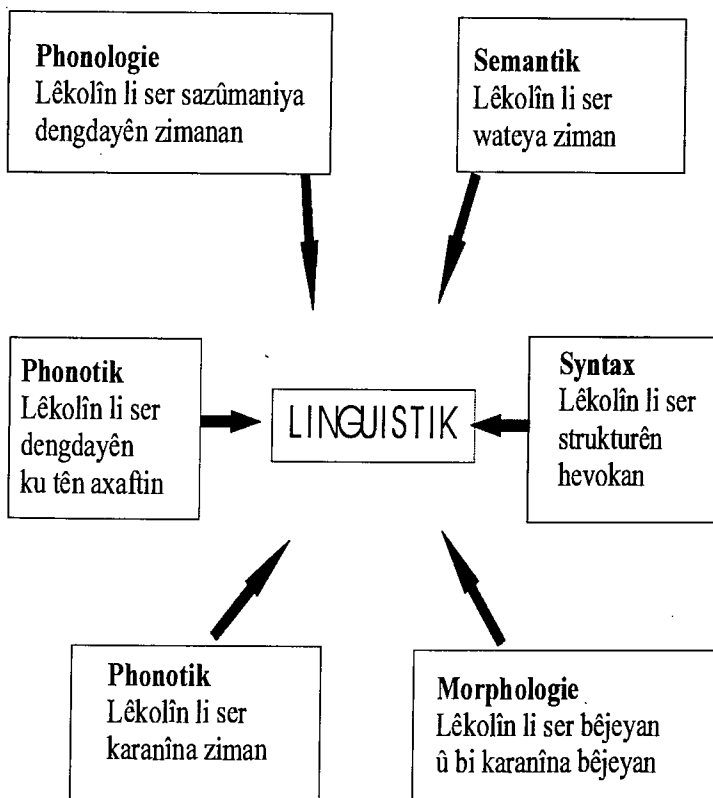 Phonologie
Lêkolîn li ser sazûmaniya
dengdayên zimanan
Semantik
Lêkolîn li ser
wateya ziman
Phonotik
Lêkolîn li ser
dengdayên
ku tên axaftin
LINGUISTIK
Syntax
Lêkolîn li ser
strukturên
hevokan
Phonotik
Lêkolîn li ser
karanîna ziman
Morphologie
Lêkolîn li ser bêjeyan
û bi karanîna bêjeyan